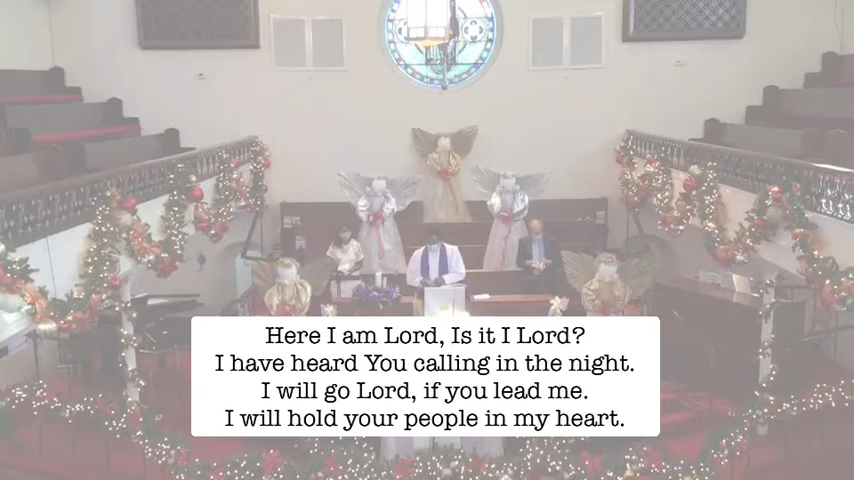 Here I am Lord, Is it I Lord?
I have heard You calling in the night.
I will go Lord, if you lead me.
I will hold your people in my heart.